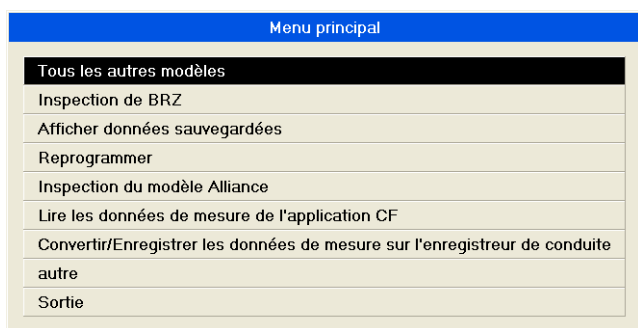 Menu principal
Tous les autres modèles
Inspection de BRZ
Afficher données sauvegardées
Reprogrammer
Inspection du modèle Alliance
Lire les données de mesure de l'application CF
Convertir/Enregistrer les données de mesure sur l'enregistreur de conduite
autre
Sortie